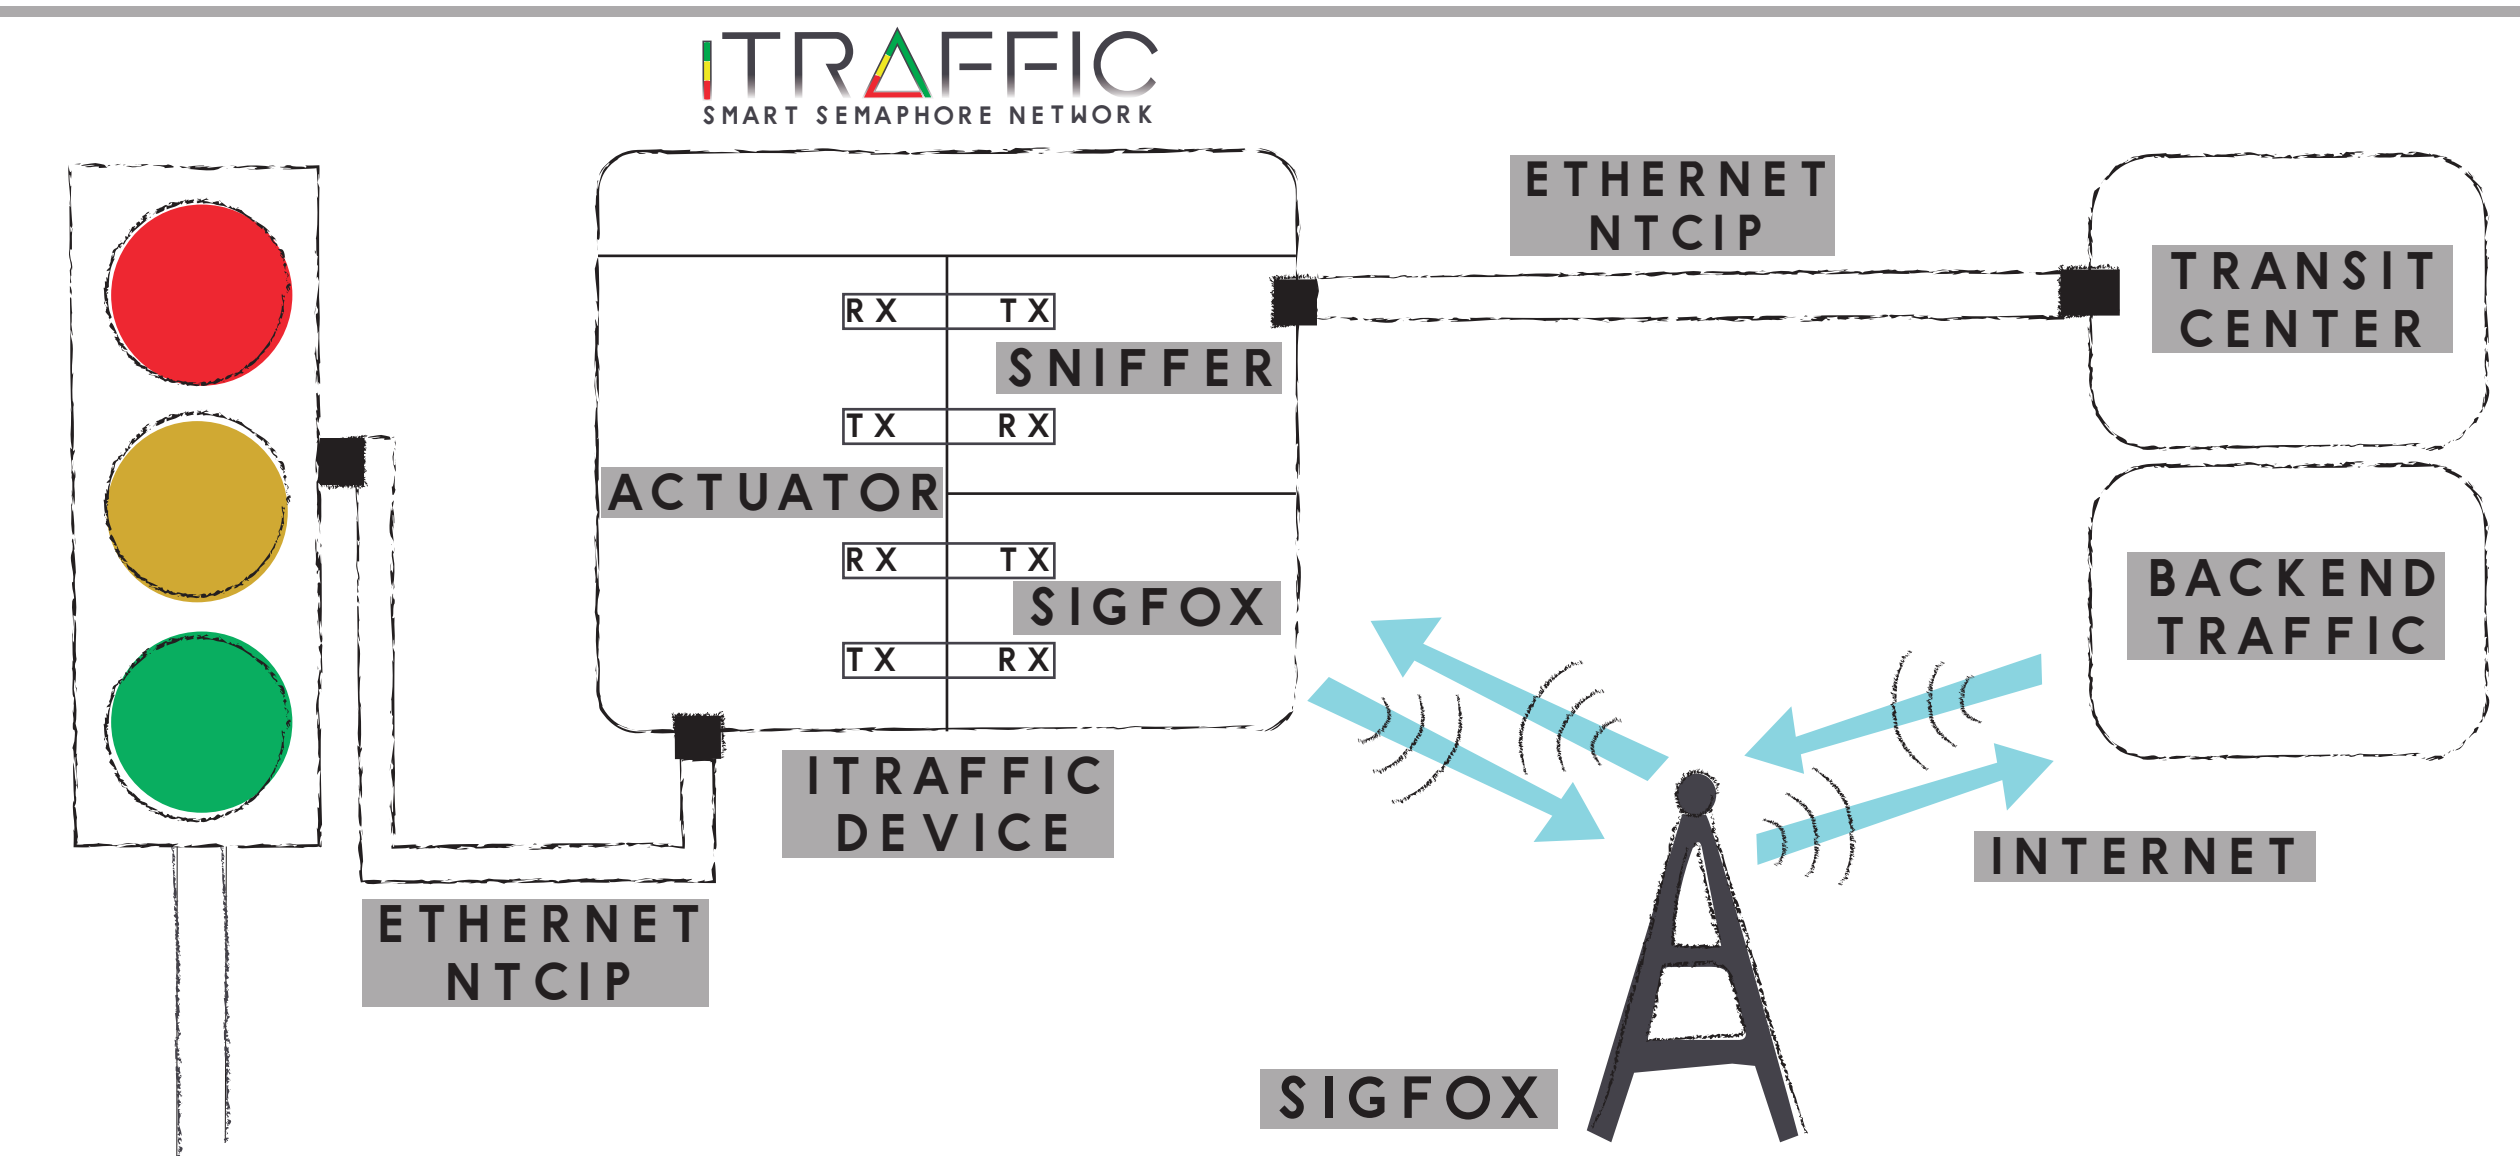 iTRAFFIC
SMART SEMAPHORE NETWORK
ETHERNET
NTCIP
TRANSIT
CENTER
RX TX
SNIFFER
TX RX
ACTUATOR
RX TX
SIGFOX
TX RX
BACKEND
TRAFFIC
ITRAFFIC
DEVICE
INTERNET
ETHERNET
NTCIP
SIGFOX